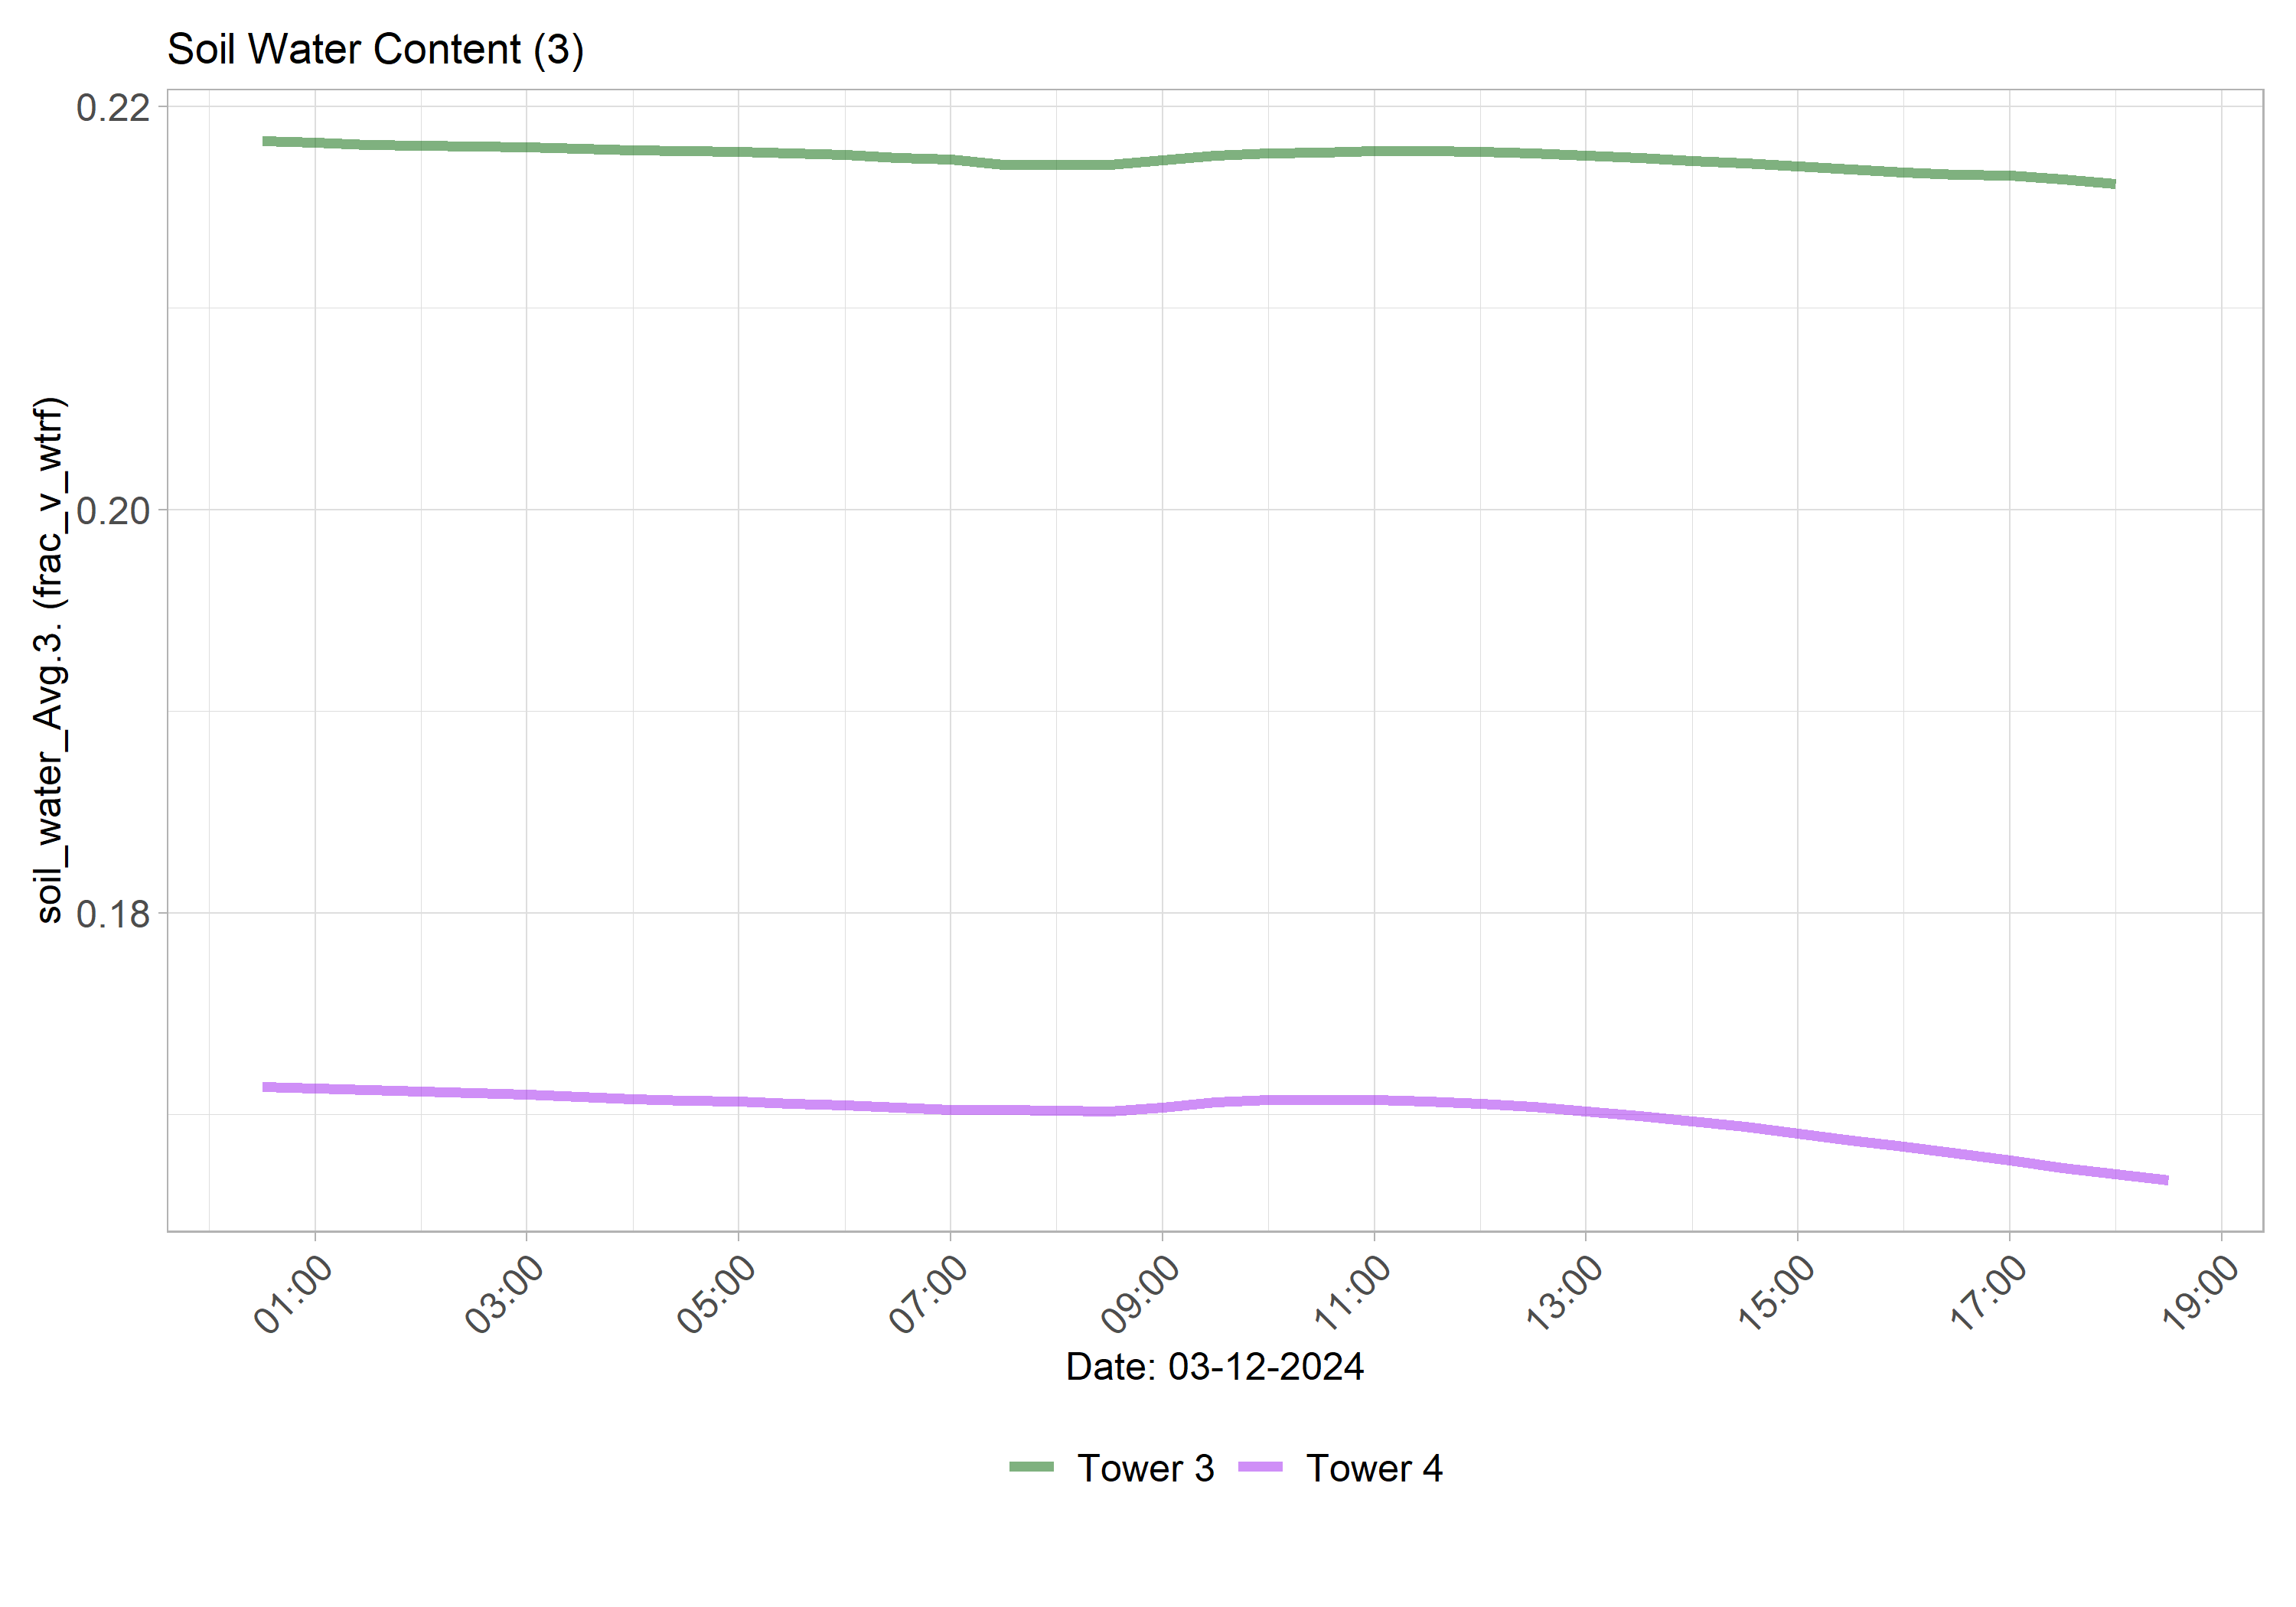 Soil Water Content (3)
soil_water_Avg.3. (frac_v_wtrf)
0.22
0.20
0.18
01:00
03:00
05:00
07:00
09:00
11:00
13:00
15:00
17:00
19:00
Date: 03-12-2024
Tower 3
Tower 4